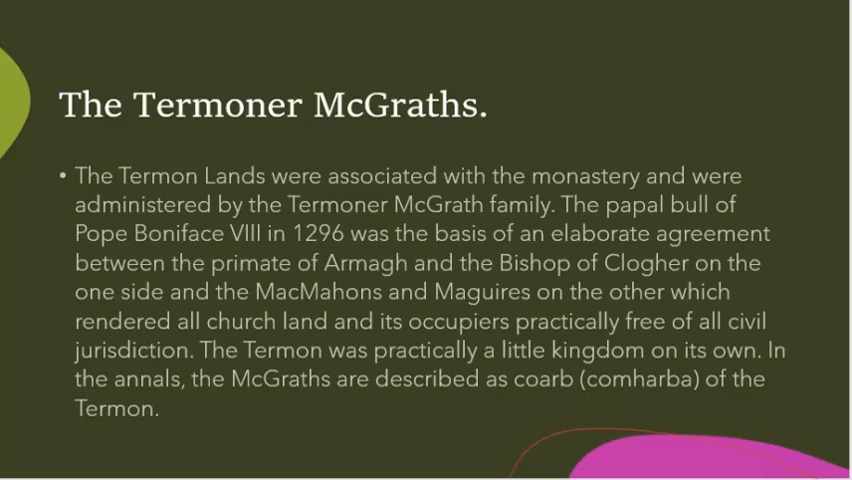 The Termoner McGraths.
• The Termon Lands were associated with the monastery and were
administered by the Termoner McGrath family. The papal bull of
Pope Boniface VIII in 1296 was the basis of an elaborate agreement
between the primate of Armagh and the Bishop of Clogher on the
one side and the MacMahons and Maguires on the other which
rendered all church land and its occupiers practically free of all civil
jurisdiction. The Termon was practically a little kingdom on its own. In
the annals, the McGraths are described as coarb (comharba) of the
Termon.